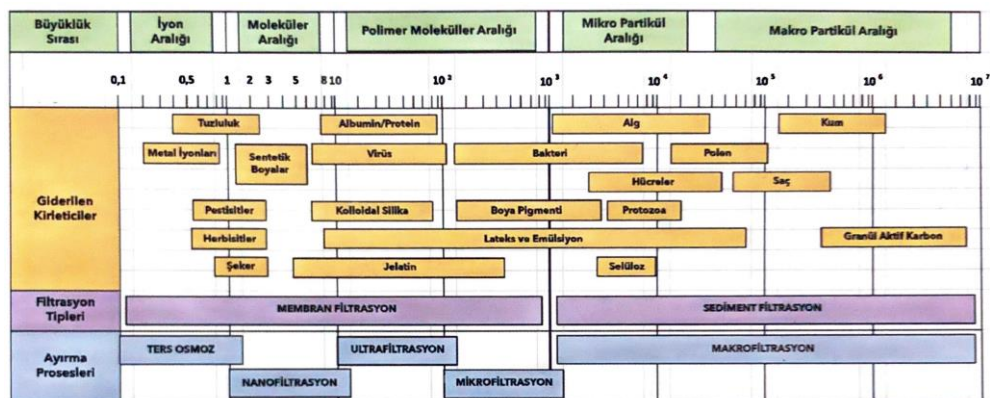 Büyüklük
Sırası
İyon
Aralığı
Moleküler
Aralığı
Polimer Moleküller Aralığı
Mikro Partikül
Aralığı
Makro Partikül Aralığı
0,1 0,5 1 2 3 5 8 10 10² 10³ 10⁴ 10⁵ 10⁶ 10⁷
Giderilen
Kirleticiler
Tuzluluk
Albumin/Protein
Alg
Kum
Metal İyonları
Sentetik
Boyalar
Virüs
Bakteri
Polen
Hücreler
Saç
Pestisitler
Kolloidal Silika
Boya Pigmenti
Protozoa
Herbisitler
Lateks ve Emülsiyon
Granül Aktif Karbon
Şeker
Jelatin
Selüloz
Filtrasyon
Tipleri
MEMBRAN FİLTRASYON
SEDİMENT FİLTRASYON
Ayırma
Prosesleri
TERS OSMOZ
ULTRAFİLTRASYON
MAKROFİLTRASYON
NANOFİLTRASYON
MİKROFİLTRASYON